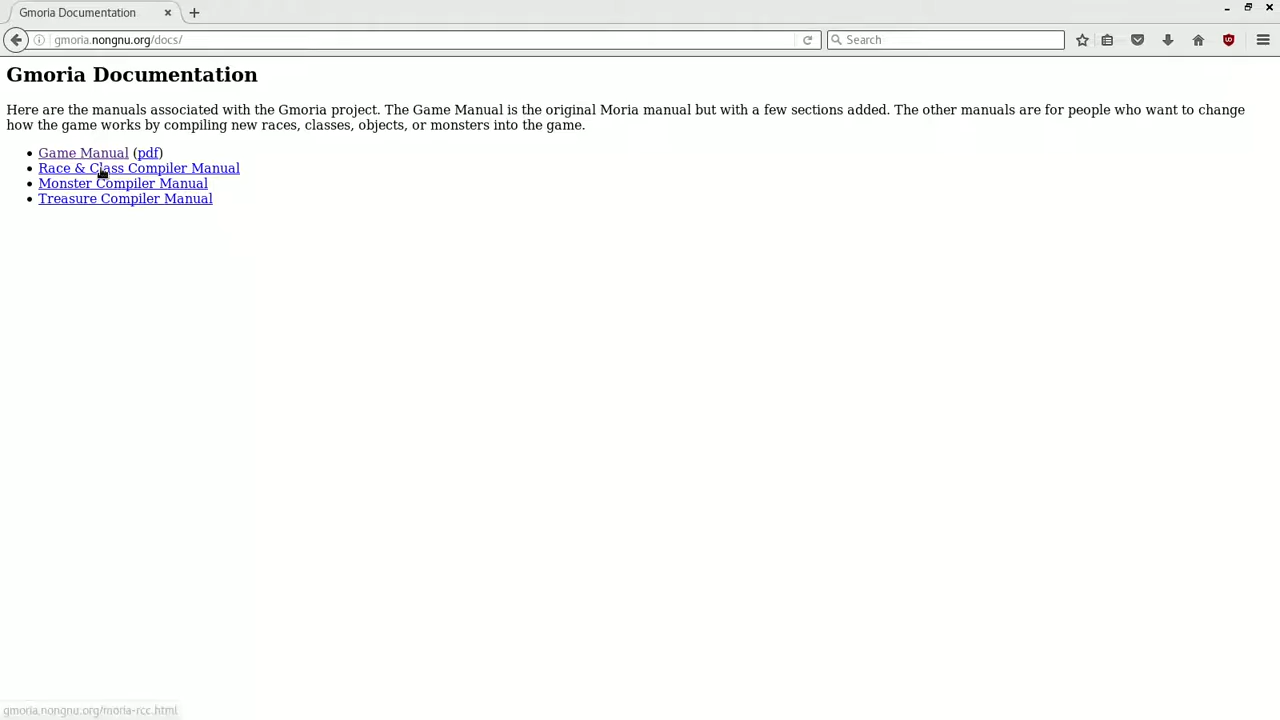 Gmoria Documentation
gmoria.nongnu.org/docs/
Search
Gmoria Documentation
Here are the manuals associated with the Gmoria project. The Game Manual is the original Moria manual but with a few sections added. The other manuals are for people who want to change
how the game works by compiling new races, classes, objects, or monsters into the game.
• Game Manual (pdf)
• Race & Class Compiler Manual
• Monster Compiler Manual
• Treasure Compiler Manual
gmoria.nongnu.org/moria-rcc.html